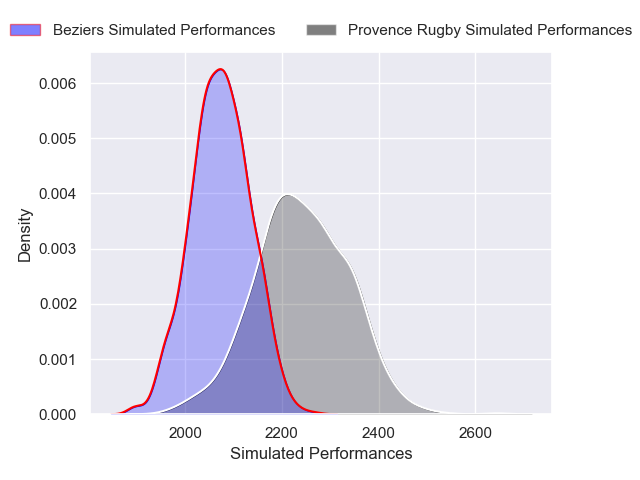 Beziers Simulated Performances
Provence Rugby Simulated Performances
0.006
0.005
0.004
0.003
0.002
0.001
0.000
Density
2000
2200
2400
2600
Simulated Performances